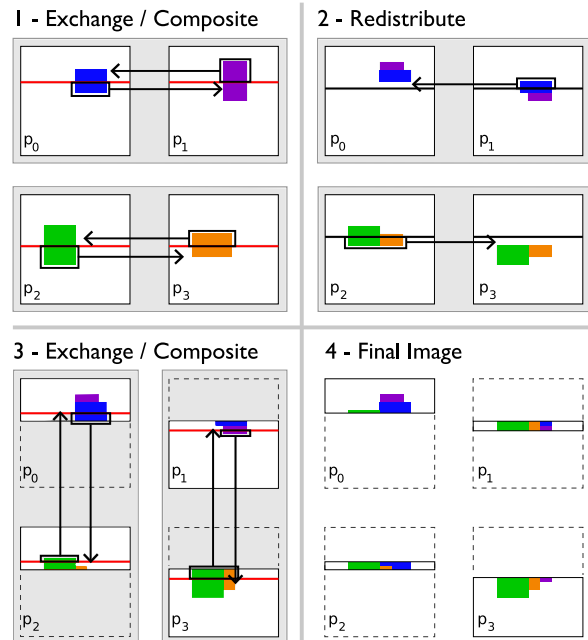 1 - Exchange / Composite
p0
p1
p2
p3
2 - Redistribute
p0
p1
p2
p3
3 - Exchange / Composite
p0
p1
p2
p3
4 - Final Image
p0
p1
p2
p3